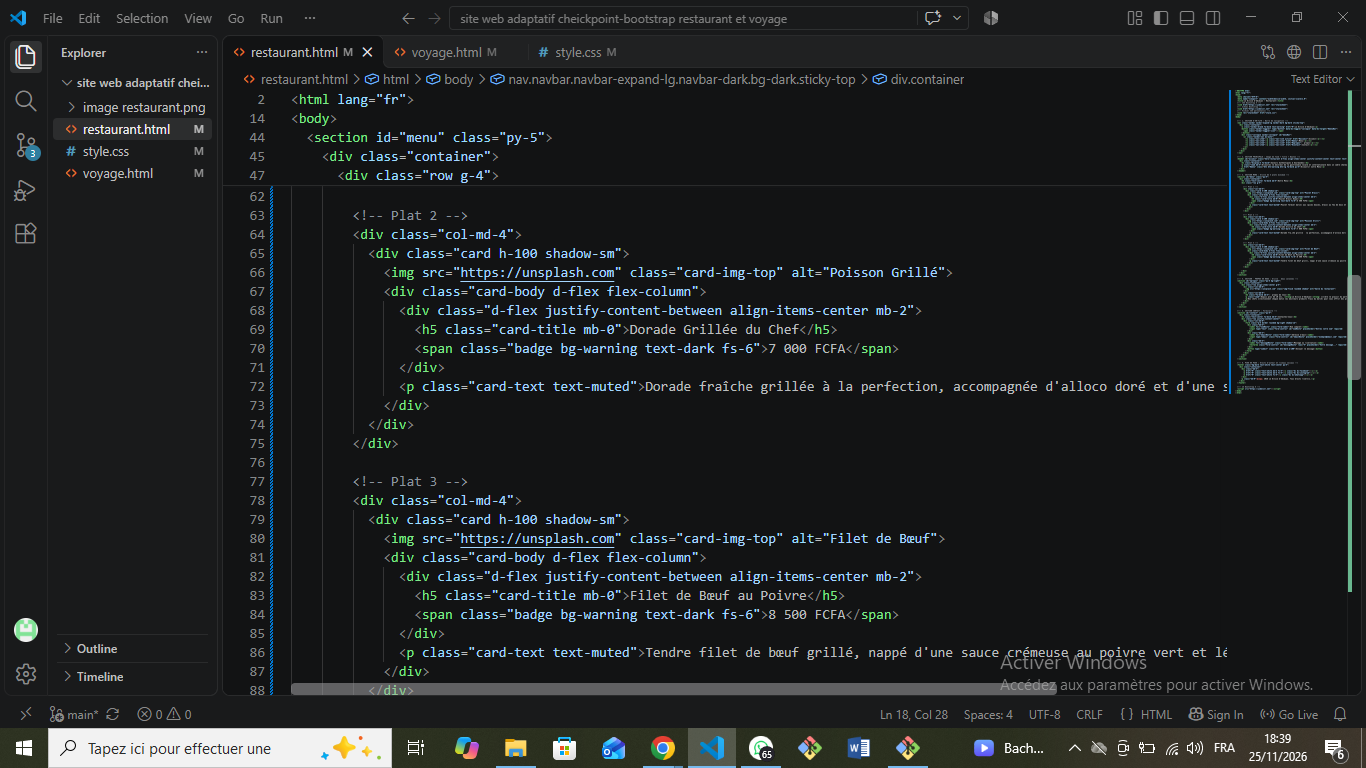 File Edit Selection View Go Run ···
site web adaptatif cheickpoint-bootstrap restaurant et voyage
Explorer
site web adaptatif chei...
image restaurant.png
restaurant.html M
style.css M
voyage.html M
Outline
Timeline
3
restaurant.html M
voyage.html M
style.css M
restaurant.html > html > body > nav.navbar.navbar-expand-lg.navbar-dark.bg-dark.sticky-top > div.container
Text Editor
2 <html lang="fr">
14 <body>
44 <section id="menu" class="py-5">
45 <div class="container">
47 <div class="row g-4">
62
63 <!-- Plat 2 -->
64 <div class="col-md-4">
65 <div class="card h-100 shadow-sm">
66 <img src="https://unsplash.com" class="card-img-top" alt="Poisson Grillé">
67 <div class="card-body d-flex flex-column">
68 <div class="d-flex justify-content-between align-items-center mb-2">
69 <h5 class="card-title mb-0">Dorade Grillée du Chef</h5>
70 <span class="badge bg-warning text-dark fs-6">7 000 FCFA</span>
71 </div>
72 <p class="card-text text-muted">Dorade fraîche grillée à la perfection, accompagnée d'alloco doré et d'une s
73 </div>
74 </div>
75 </div>
76
77 <!-- Plat 3 -->
78 <div class="col-md-4">
79 <div class="card h-100 shadow-sm">
80 <img src="https://unsplash.com" class="card-img-top" alt="Filet de Bœuf">
81 <div class="card-body d-flex flex-column">
82 <div class="d-flex justify-content-between align-items-center mb-2">
83 <h5 class="card-title mb-0">Filet de Bœuf au Poivre</h5>
84 <span class="badge bg-warning text-dark fs-6">8 500 FCFA</span>
85 </div>
86 <p class="card-text text-muted">Tendre filet de bœuf grillé, nappé d'une sauce crémeuse au poivre vert et lé
87 </div>
88 </div>
Activer Windows
Accédez aux paramètres pour activer Windows.
main* 0 0 Ln 18, Col 28 Spaces: 4 UTF-8 CRLF { } HTML Sign In Go Live
Tapez ici pour effectuer une
65
Bach...
FRA
18:39
25/11/2026
6